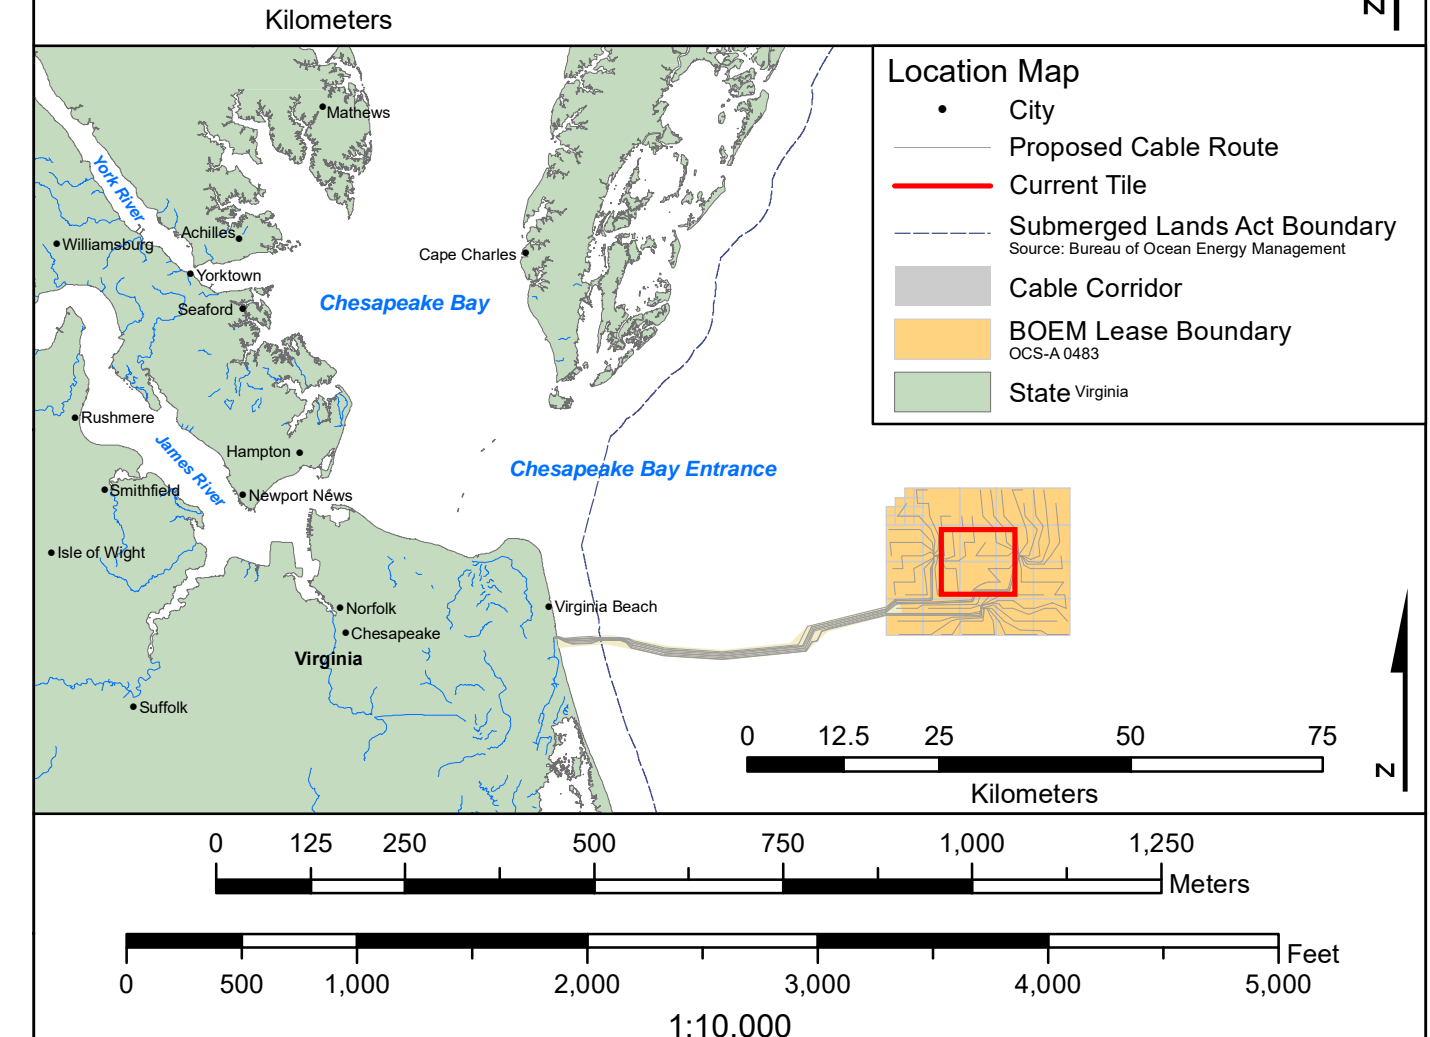 Kilometers
N
Location Map
City
Proposed Cable Route
Current Tile
Submerged Lands Act Boundary
Source: Bureau of Ocean Energy Management
Cable Corridor
BOEM Lease Boundary
OCS-A 0483
State Virginia
Mathews
York River
Achilles
Williamsburg
Yorktown
Cape Charles
Seaford
Chesapeake Bay
Rushmere
James River
Hampton
Chesapeake Bay Entrance
Smithfield
Newport News
Isle of Wight
Norfolk
Virginia Beach
Chesapeake
Virginia
Suffolk
0 12.5 25 50 75
Kilometers
N
0 125 250 500 750 1,000 1,250
Meters
Feet
0 500 1,000 2,000 3,000 4,000 5,000
1:10,000